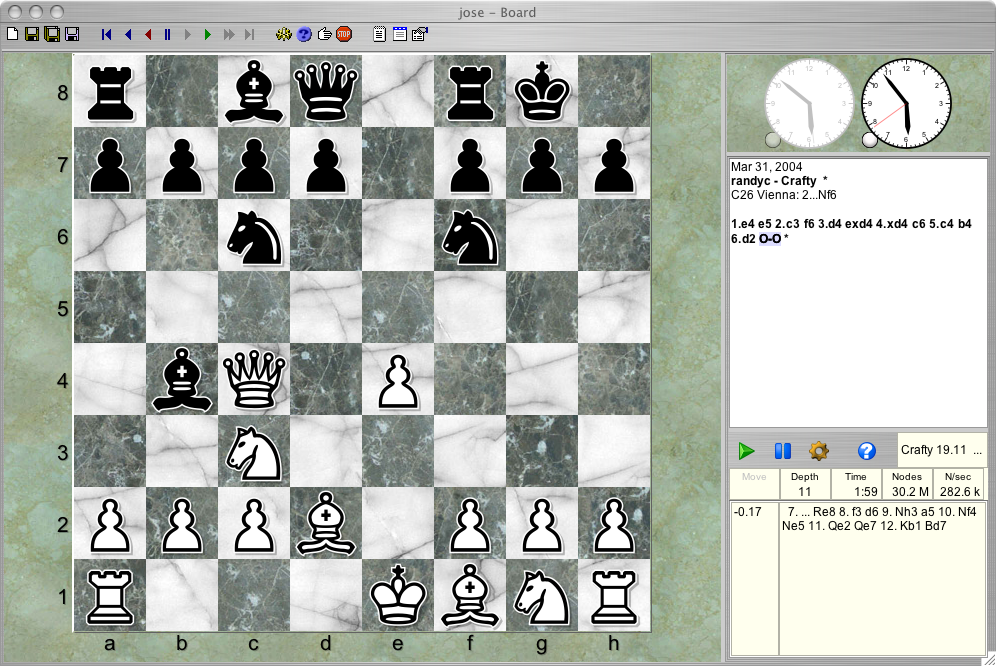 jose - Board
STOP
8
7
6
5
4
3
2
1
a b c d e f g h
Mar 31, 2004
randyc - Crafty *
C26 Vienna: 2...Nf6
1.e4 e5 2.c3 f6 3.d4 exd4 4.xd4 c6 5.c4 b4
6.d2 O-O *
Crafty 19.11 ...
Move Depth Time Nodes N/sec
11 1:59 30.2 M 282.6 k
-0.17 7. ... Re8 8. f3 d6 9. Nh3 a5 10. Nf4
Ne5 11. Qe2 Qe7 12. Kb1 Bd7